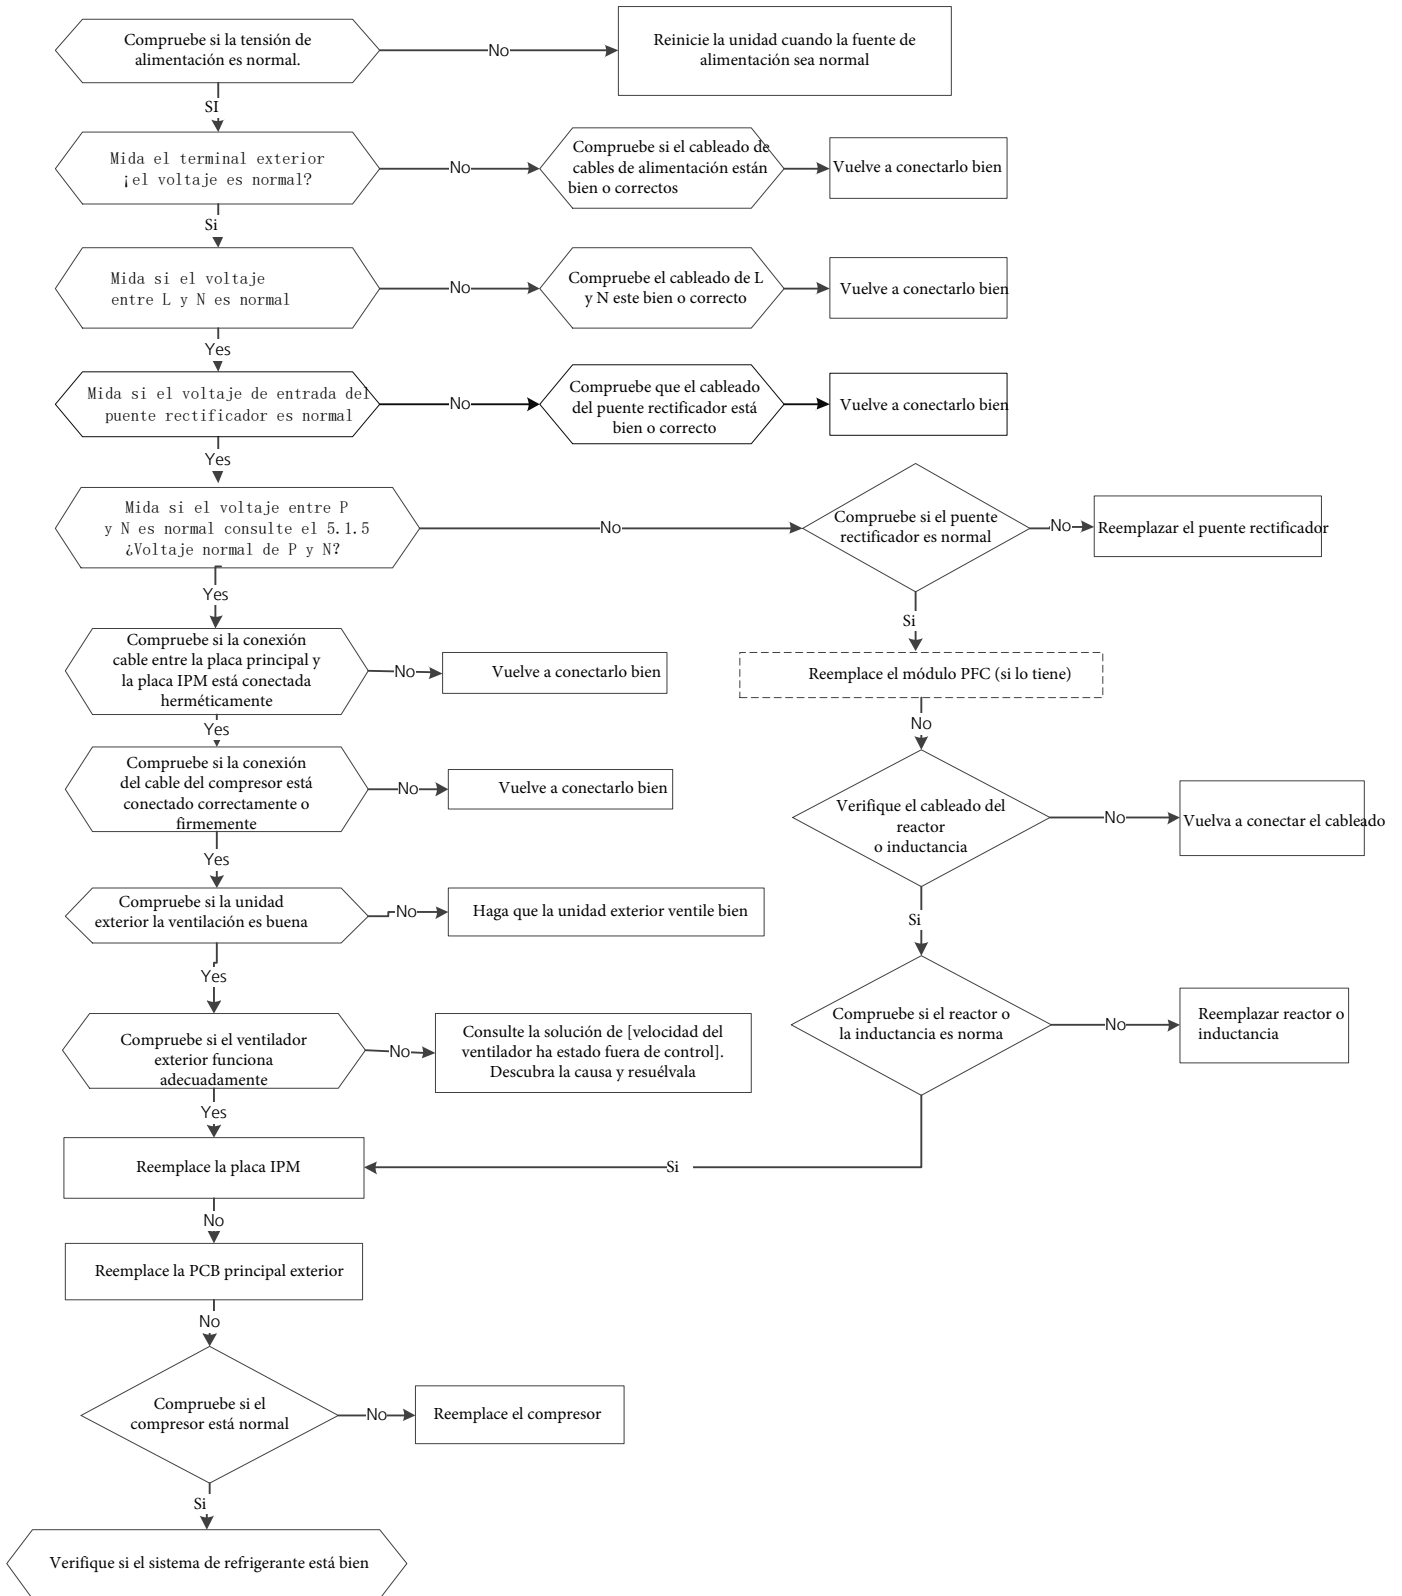 Compruebe si la tensión de
alimentación es normal.
No
Reinicie la unidad cuando la fuente de
alimentación sea normal
SI
Mida el terminal exterior
¡el voltaje es normal?
No
Compruebe si el cableado de
cables de alimentación están
bien o correctos
Vuelve a conectarlo bien
Si
Mida si el voltaje
entre L y N es normal
No
Compruebe el cableado de L
y N este bien o correcto
Vuelve a conectarlo bien
Yes
Mida si el voltaje de entrada del
puente rectificador es normal
No
Compruebe que el cableado
del puente rectificador está
bien o correcto
Vuelve a conectarlo bien
Yes
Mida si el voltaje entre P
y N es normal consulte el 5.1.5
¿Voltaje normal de P y N?
No
Compruebe si el puente
rectificador es normal
No
Reemplazar el puente rectificador
Yes
Si
Compruebe si la conexión
cable entre la placa principal y
la placa IPM está conectada
herméticamente
No
Vuelve a conectarlo bien
Reemplace el módulo PFC (si lo tiene)
Yes
No
Compruebe si la conexión
del cable del compresor está
conectado correctamente o
firmemente
No
Vuelve a conectarlo bien
Verifique el cableado del
reactor
o inductancia
No
Vuelva a conectar el cableado
Yes
Compruebe si la unidad
exterior la ventilación es buena
No
Haga que la unidad exterior ventile bien
Si
Yes
Compruebe si el ventilador
exterior funciona
adecuadamente
No
Consulte la solución de [velocidad del
ventilador ha estado fuera de control].
Descubra la causa y resuélvala
Compruebe si el reactor o
la inductancia es norma
No
Reemplazar reactor o
inductancia
Yes
Reemplace la placa IPM
Si
No
Reemplace la PCB principal exterior
No
Compruebe si el
compresor está normal
No
Reemplace el compresor
Si
Verifique si el sistema de refrigerante está bien